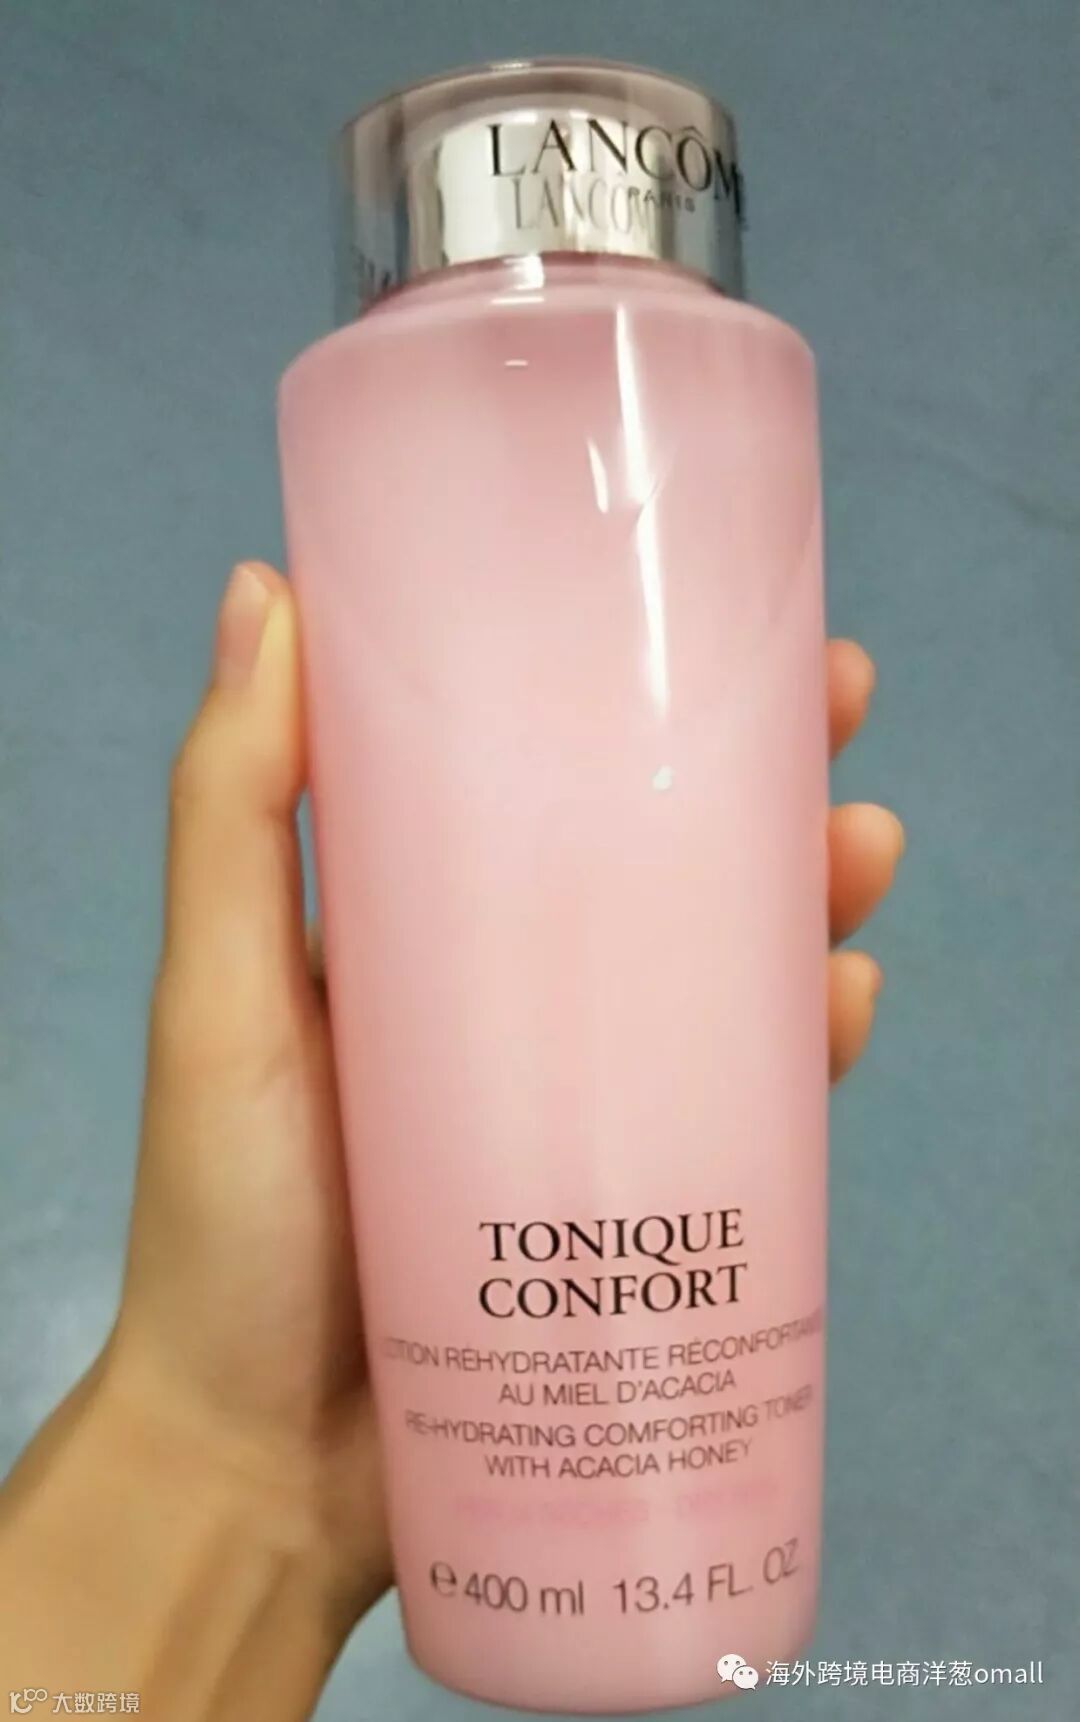 LANCÔM
PARIS
TONIQUE
CONFORT
LOTION RÉHYDRATANTE RÉCONFORTAN
AU MIEL D'ACACIA
RE-HYDRATING COMFORTING TONER
WITH ACACIA HONEY
e 400 ml 13.4 FL. OZ.
海外跨境电商洋葱omall
大数跨境